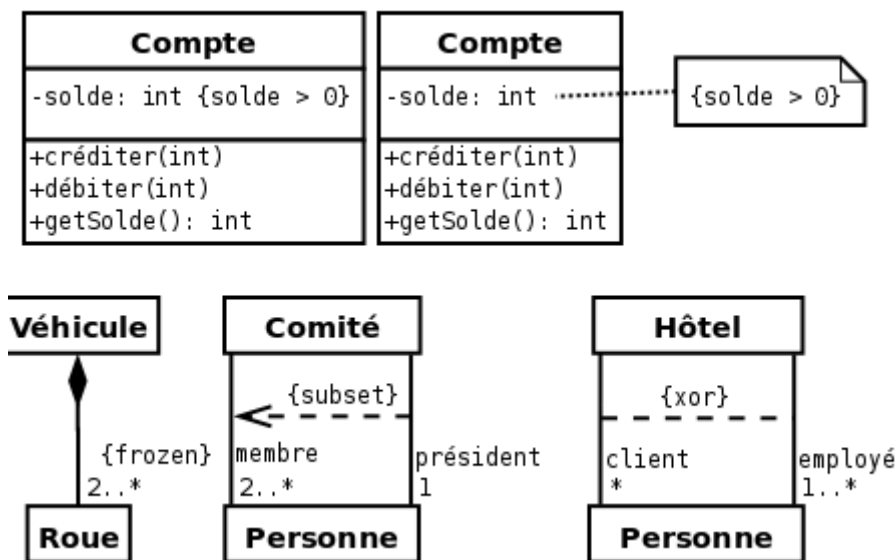 Compte
-solde: int {solde > 0}
+créditer(int)
+débiter(int)
+getSolde(): int
Compte
-solde: int
+créditer(int)
+débiter(int)
+getSolde(): int
{solde > 0}
Véhicule
{frozen}
2..*
Roue
Comité
{subset}
membre
2..*
président
1
Personne
Hôtel
{xor}
client
*
employé
1..*
Personne